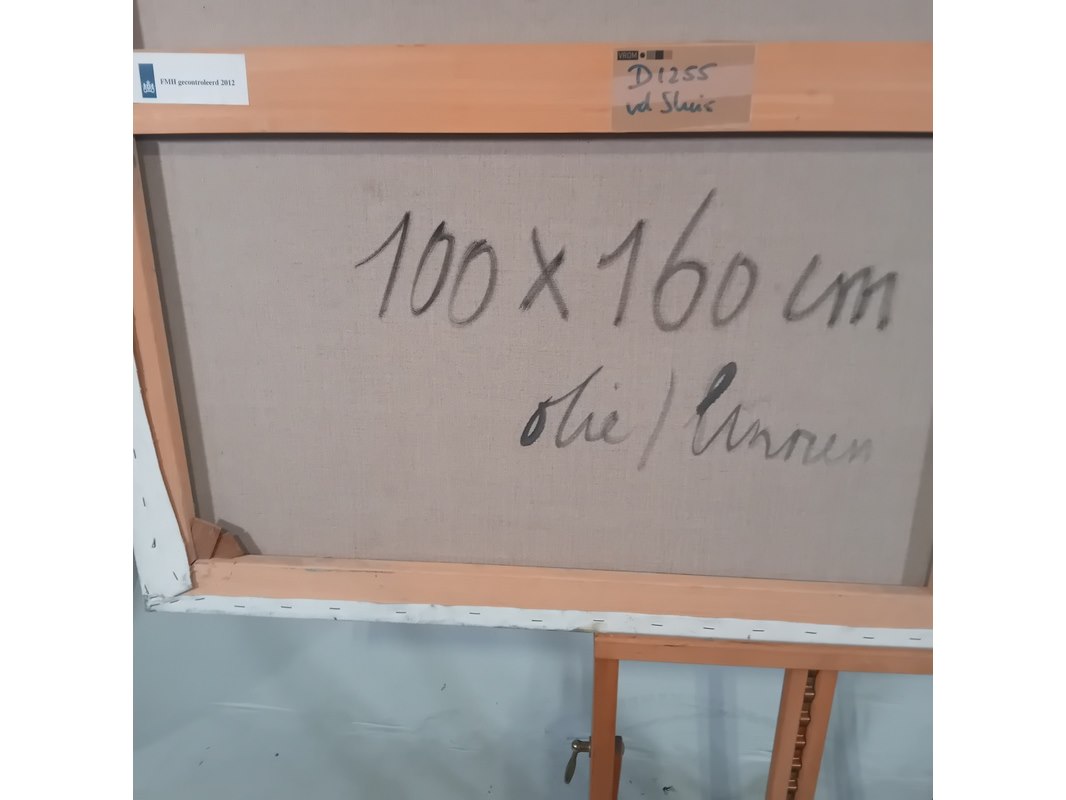 FMH gecontroleerd 2012
VROM
D1255
vd Sluis
100 x 160 cm
olie / linnen